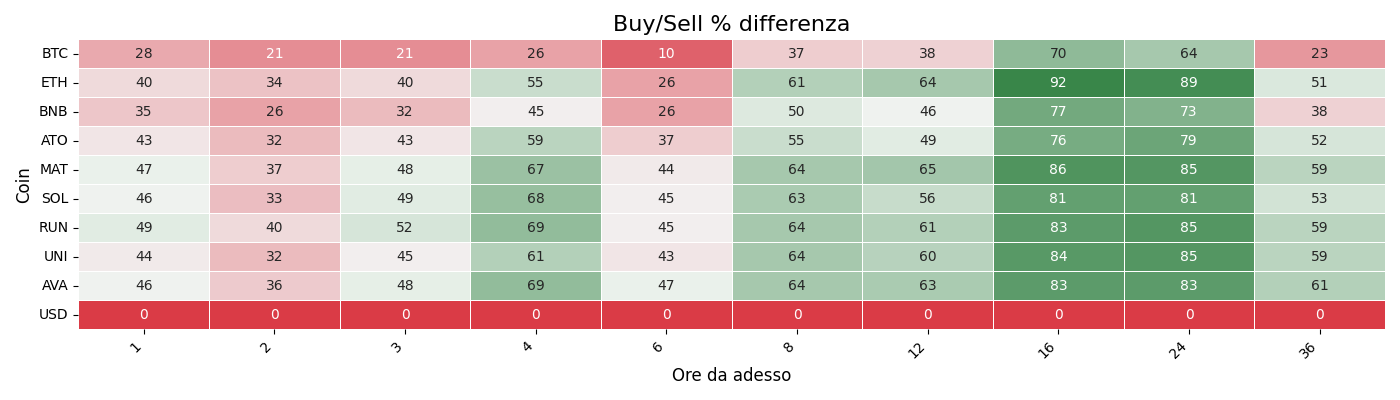 Buy/Sell % differenza
BTC 28 21 21 26 10 37 38 70 64 23
ETH 40 34 40 55 26 61 64 92 89 51
BNB 35 26 32 45 26 50 46 77 73 38
ATO 43 32 43 59 37 55 49 76 79 52
MAT 47 37 48 67 44 64 65 86 85 59
SOL 46 33 49 68 45 63 56 81 81 53
RUN 49 40 52 69 45 64 61 83 85 59
UNI 44 32 45 61 43 64 60 84 85 59
AVA 46 36 48 69 47 64 63 83 83 61
USD 0 0 0 0 0 0 0 0 0 0
Coin
1 2 3 4 6 8 12 16 24 36
Ore da adesso